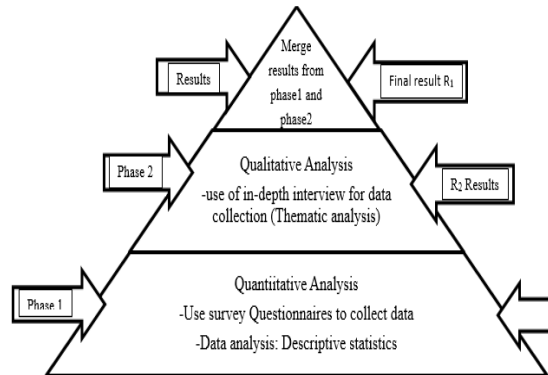 Merge
results from
phase1 and
phase2
Results
Final result R₁
Qualitative Analysis
-use of in-depth interview for data
collection (Thematic analysis)
Phase 2
R₂ Results
Quantiitative Analysis
-Use survey Questionnaires to collect data
-Data analysis: Descriptive statistics
Phase 1